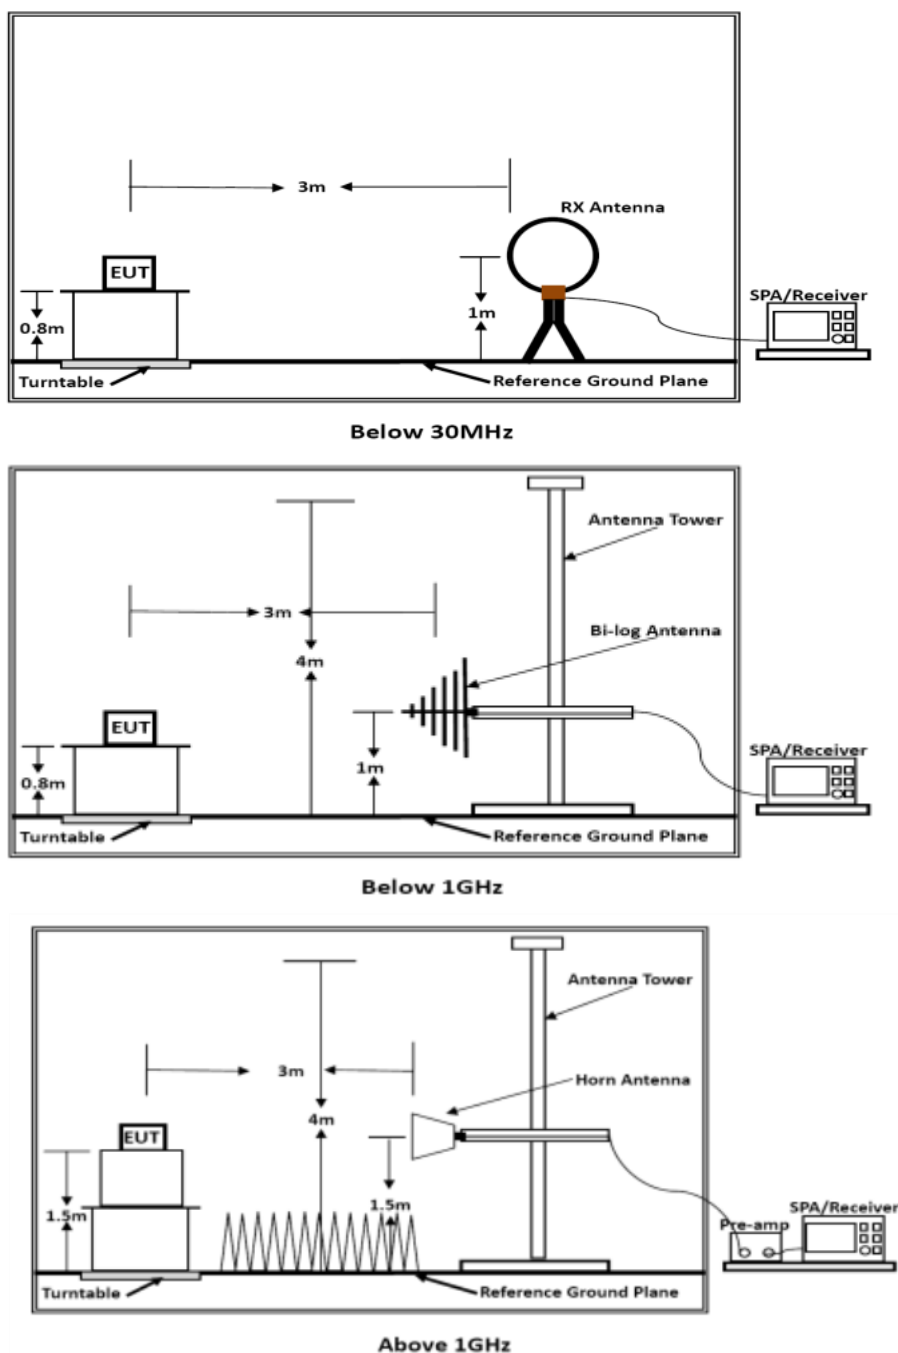 3m
RX Antenna
EUT
SPA/Receiver
0.8m
1m
Turntable
Reference Ground Plane
Below 30MHz
Antenna Tower
3m
Bi-log Antenna
4m
EUT
SPA/Receiver
1m
0.8m
Turntable
Reference Ground Plane
Below 1GHz
Antenna Tower
3m
Horn Antenna
4m
EUT
1.5m
1.5m
SPA/Receiver
Pre-amp
Turntable
Reference Ground Plane
Above 1GHz